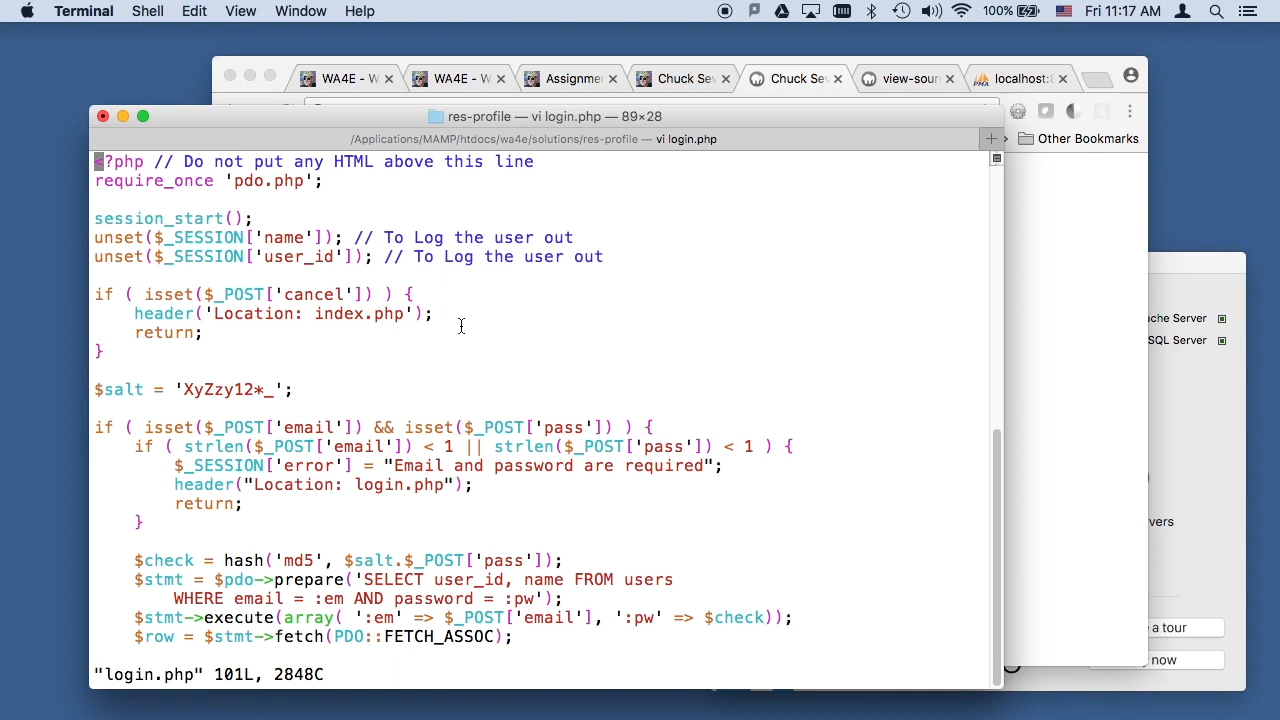 Terminal Shell Edit View Window Help 100% Fri 11:17 AM
WA4E - W WA4E - W Assignmen Chuck Sev Chuck Sev view-sour localhost:8
res-profile — vi login.php — 89×28
/Applications/MAMP/htdocs/wa4e/solutions/res-profile — vi login.php
Other Bookmarks
<?php // Do not put any HTML above this line
require_once 'pdo.php';
session_start();
unset($_SESSION['name']); // To Log the user out
unset($_SESSION['user_id']); // To Log the user out
if ( isset($_POST['cancel']) ) {
header('Location: index.php');
return;
}
$salt = 'XyZzy12*_';
if ( isset($_POST['email']) && isset($_POST['pass']) ) {
if ( strlen($_POST['email']) < 1 || strlen($_POST['pass']) < 1 ) {
$_SESSION['error'] = "Email and password are required";
header("Location: login.php");
return;
}
$check = hash('md5', $salt.$_POST['pass']);
$stmt = $pdo->prepare('SELECT user_id, name FROM users
WHERE email = :em AND password = :pw');
$stmt->execute(array( ':em' => $_POST['email'], ':pw' => $check));
$row = $stmt->fetch(PDO::FETCH_ASSOC);
"login.php" 101L, 2848C
che Server
SQL Server
vers
a tour
now